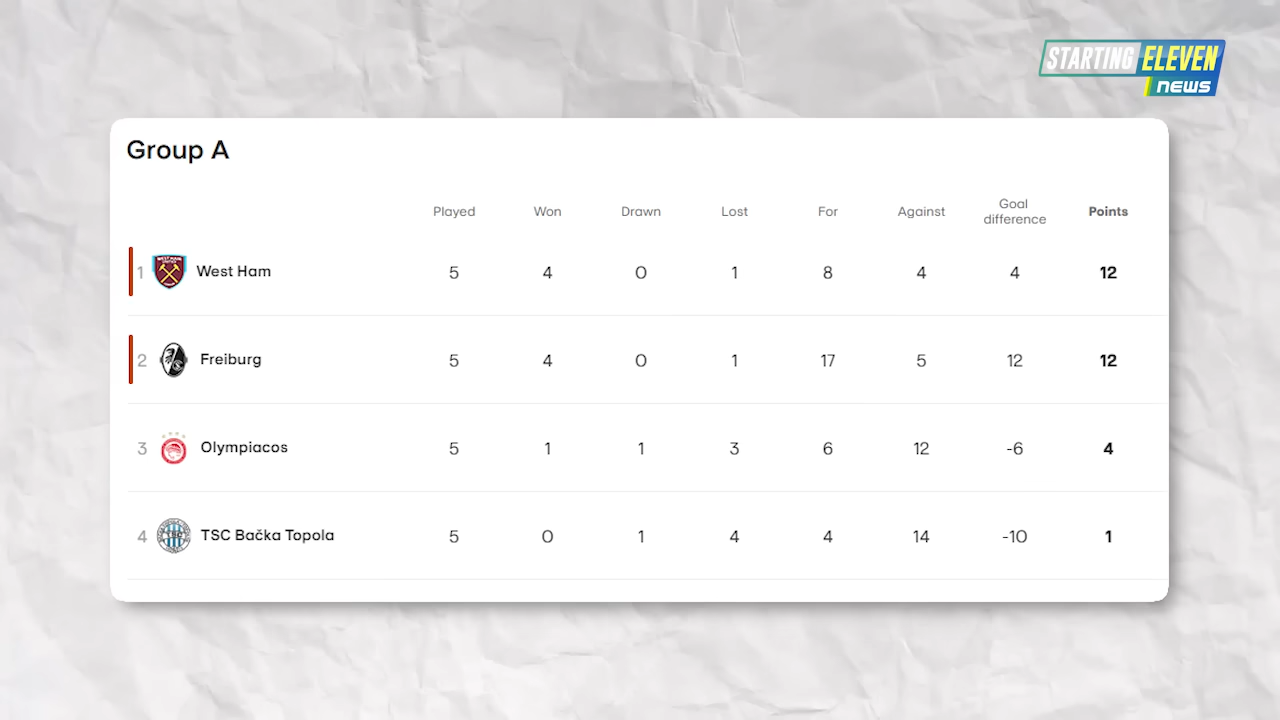 STARTING ELEVEN
news
Group A
Played Won Drawn Lost For Against Goal difference Points
1 West Ham 5 4 0 1 8 4 4 12
2 Freiburg 5 4 0 1 17 5 12 12
3 Olympiacos 5 1 1 3 6 12 -6 4
4 TSC Bačka Topola 5 0 1 4 4 14 -10 1